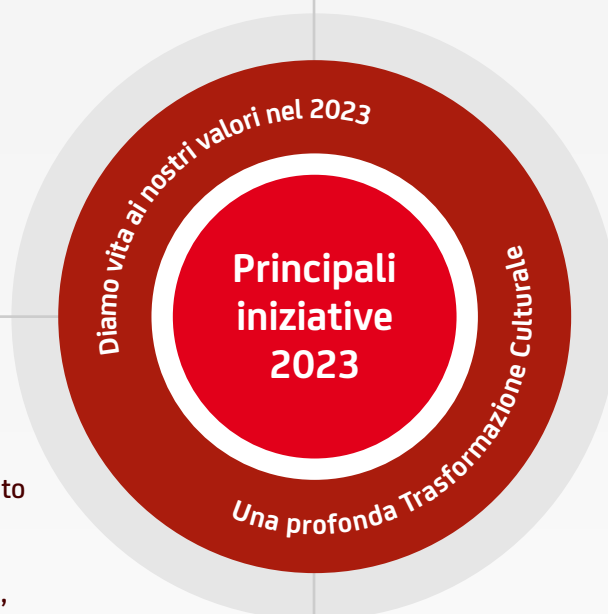 Diamo vita ai nostri valori nel 2023
Principali
iniziative
2023
Una profonda Trasformazione Culturale
to
,